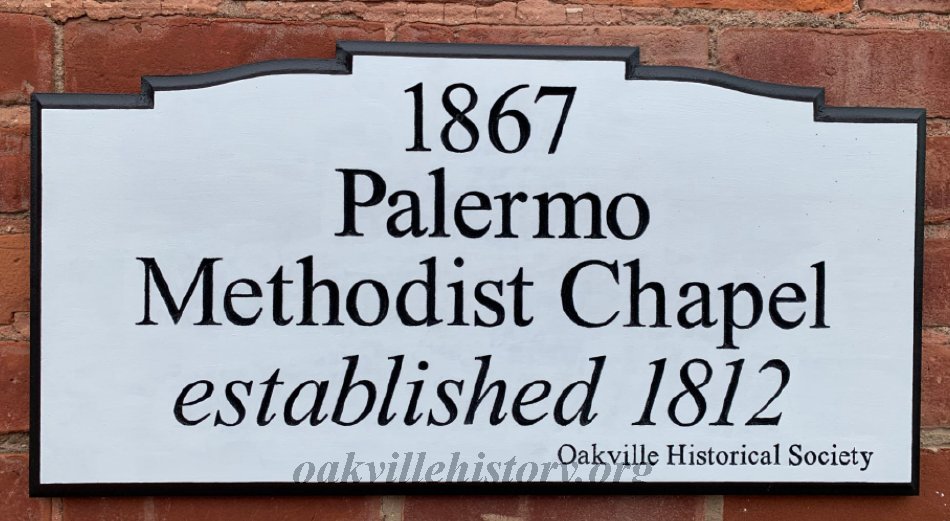 1867
Palermo
Methodist Chapel
established 1812
Oakville Historical Society
oakvillehistory.org